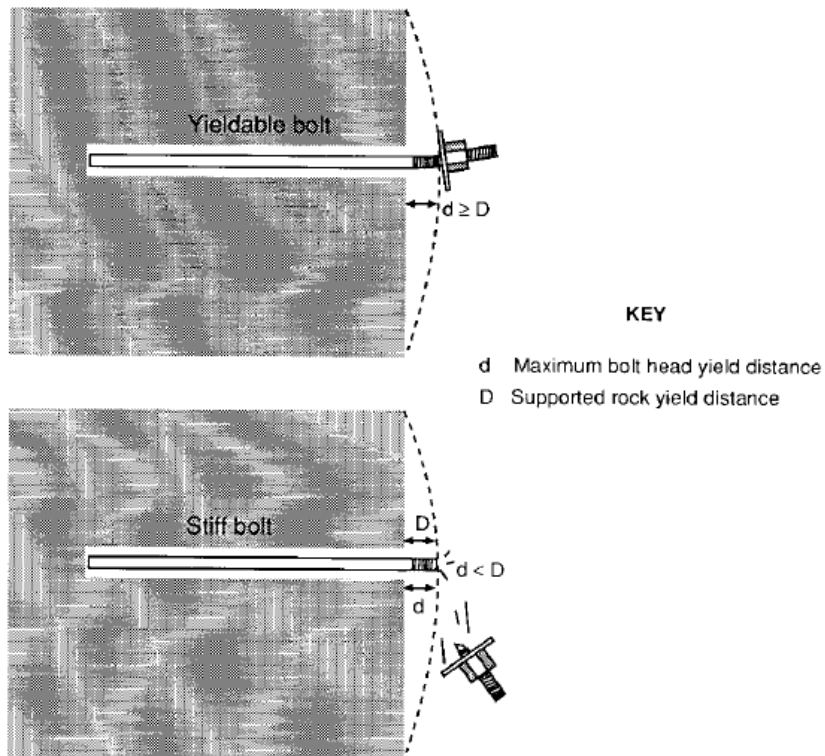 Yieldable bolt
d ≥ D
KEY
d Maximum bolt head yield distance
D Supported rock yield distance
Stiff bolt
D
d < D
d